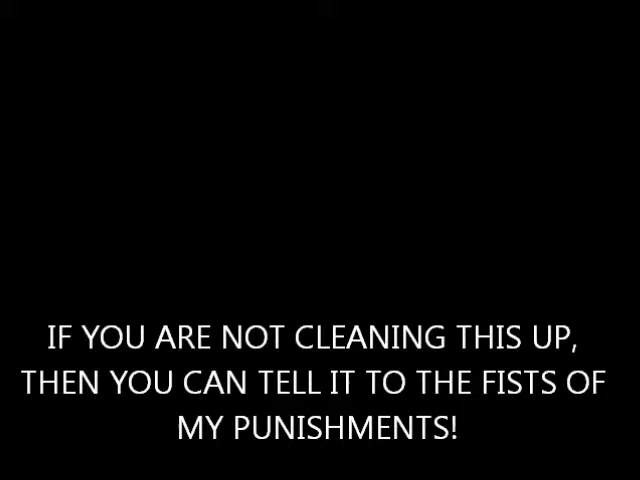 IF YOU ARE NOT CLEANING THIS UP,
THEN YOU CAN TELL IT TO THE FISTS OF
MY PUNISHMENTS!